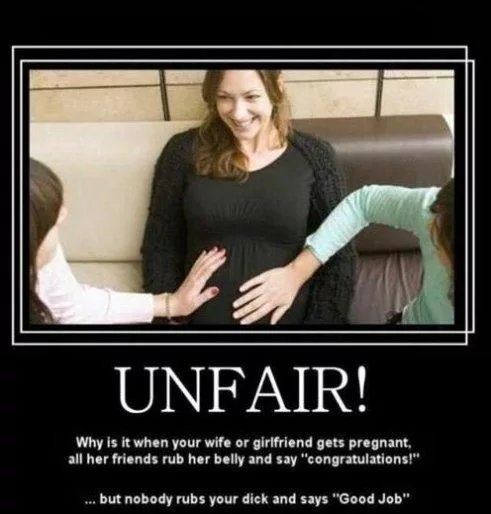 UNFAIR!
Why is it when your wife or girlfriend gets pregnant,
all her friends rub her belly and say "congratulations!"
... but nobody rubs your dick and says "Good Job"